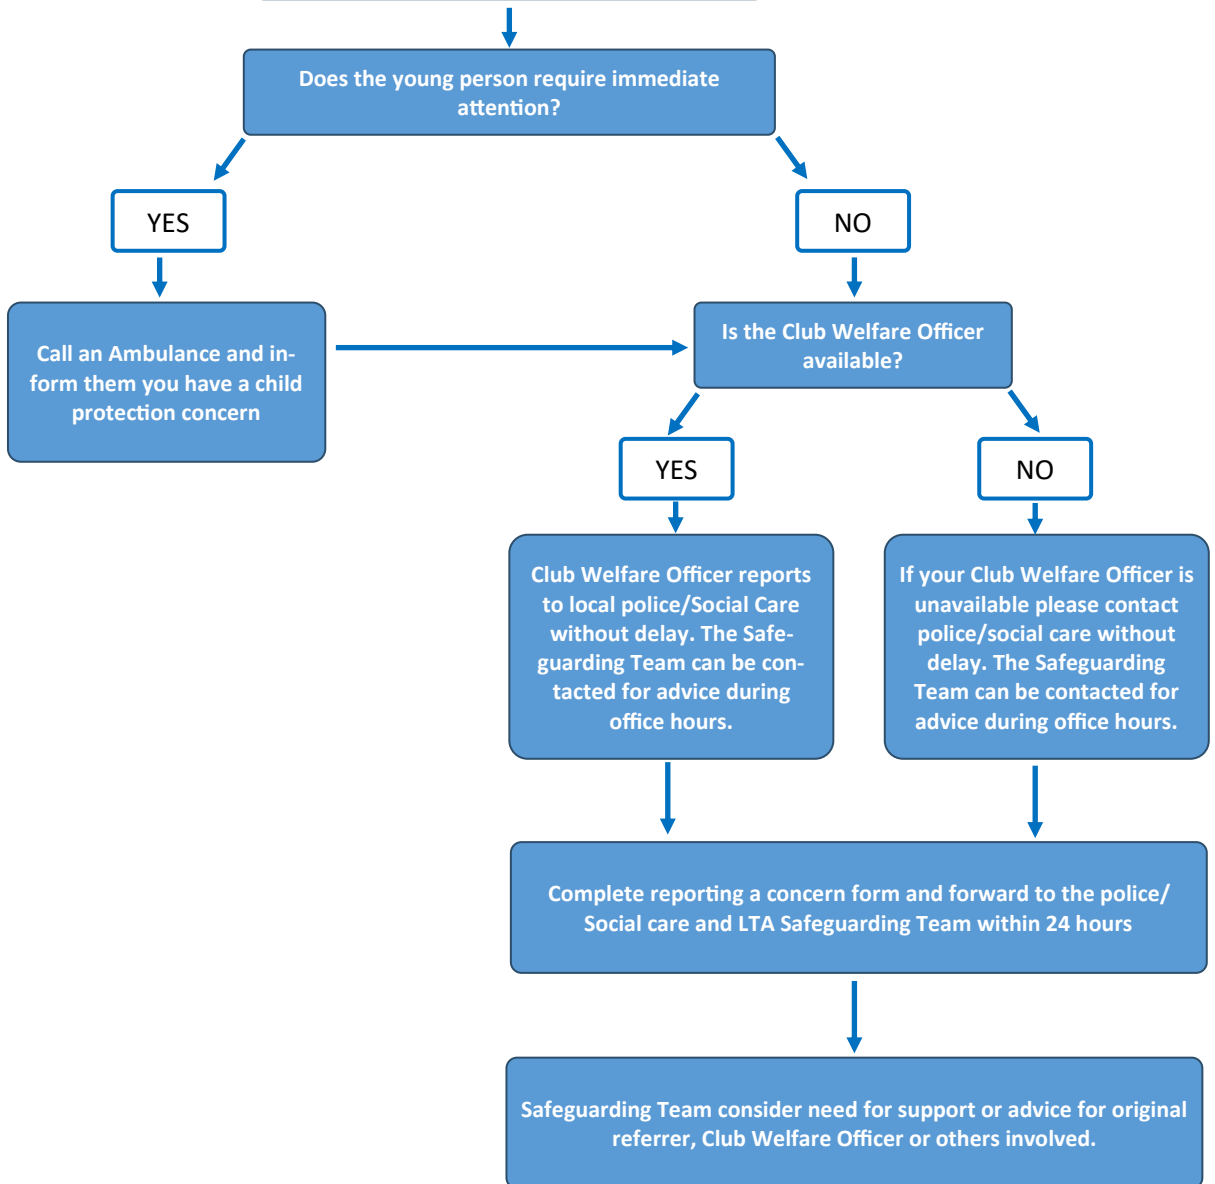 Does the young person require immediate
attention?
YES
NO
Call an Ambulance and in-
form them you have a child
protection concern
Is the Club Welfare Officer
available?
YES
NO
Club Welfare Officer reports
to local police/Social Care
without delay. The Safe-
guarding Team can be con-
tacted for advice during
office hours.
If your Club Welfare Officer is
unavailable please contact
police/social care without
delay. The Safeguarding
Team can be contacted for
advice during office hours.
Complete reporting a concern form and forward to the police/
Social care and LTA Safeguarding Team within 24 hours
Safeguarding Team consider need for support or advice for original
referrer, Club Welfare Officer or others involved.